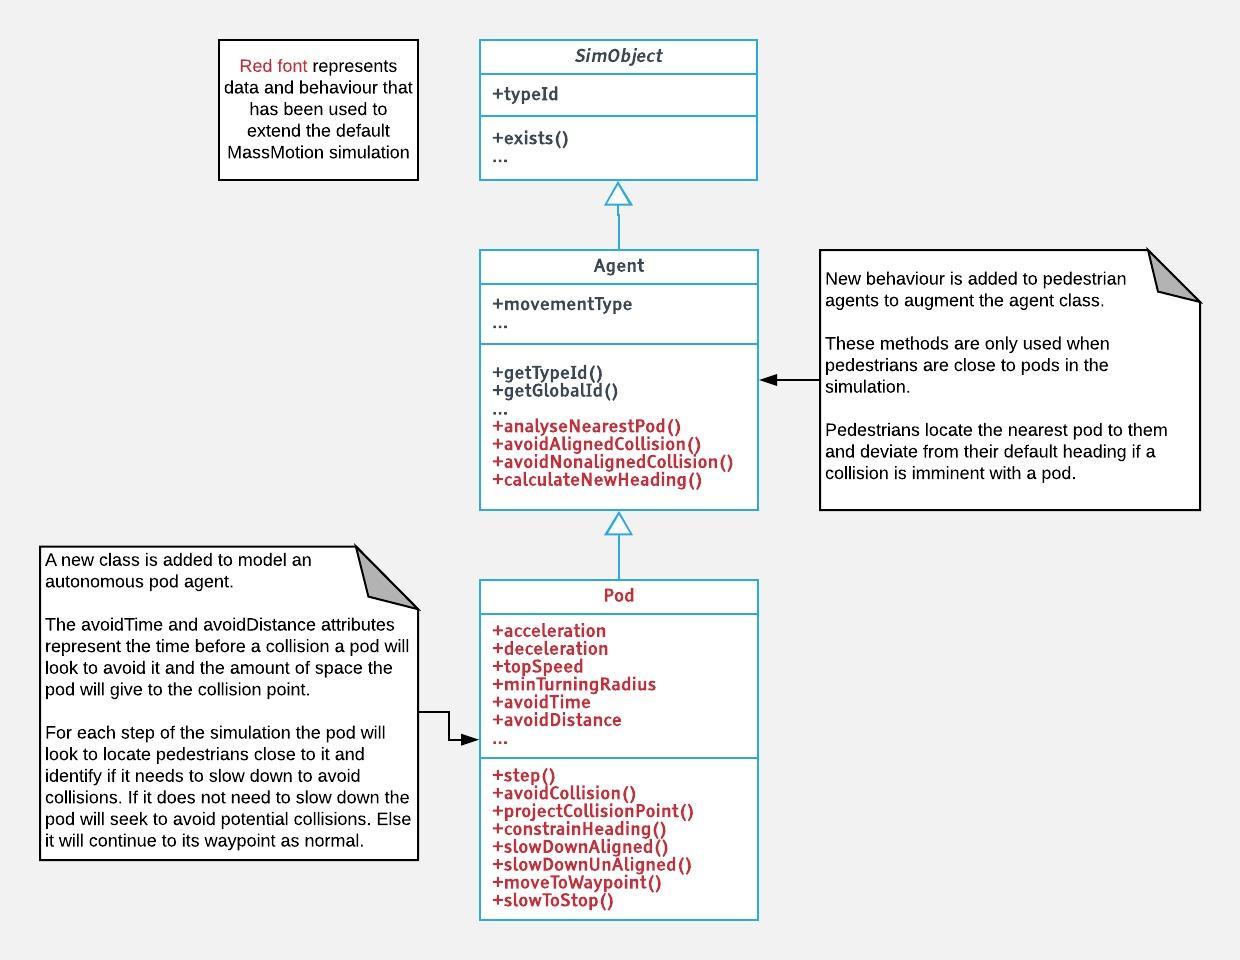 Red font represents
data and behaviour that
has been used to
extend the default
MassMotion simulation
SimObject
+typeId
+exists()
...
Agent
+movementType
...
+getTypeId()
+getGlobalId()
...
+analyseNearestPod()
+avoidAlignedCollision()
+avoidNonalignedCollision()
+calculateNewHeading()
New behaviour is added to pedestrian
agents to augment the agent class.
These methods are only used when
pedestrians are close to pods in the
simulation.
Pedestrians locate the nearest pod to them
and deviate from their default heading if a
collision is imminent with a pod.
A new class is added to model an
autonomous pod agent.
The avoidTime and avoidDistance attributes
represent the time before a collision a pod will
look to avoid it and the amount of space the
pod will give to the collision point.
For each step of the simulation the pod will
look to locate pedestrians close to it and
identify if it needs to slow down to avoid
collisions. If it does not need to slow down the
pod will seek to avoid potential collisions. Else
it will continue to its waypoint as normal.
Pod
+acceleration
+deceleration
+topSpeed
+minTurningRadius
+avoidTime
+avoidDistance
...
+step()
+avoidCollision()
+projectCollisionPoint()
+constrainHeading()
+slowDownAligned()
+slowDownUnAligned()
+moveToWaypoint()
+slowToStop()